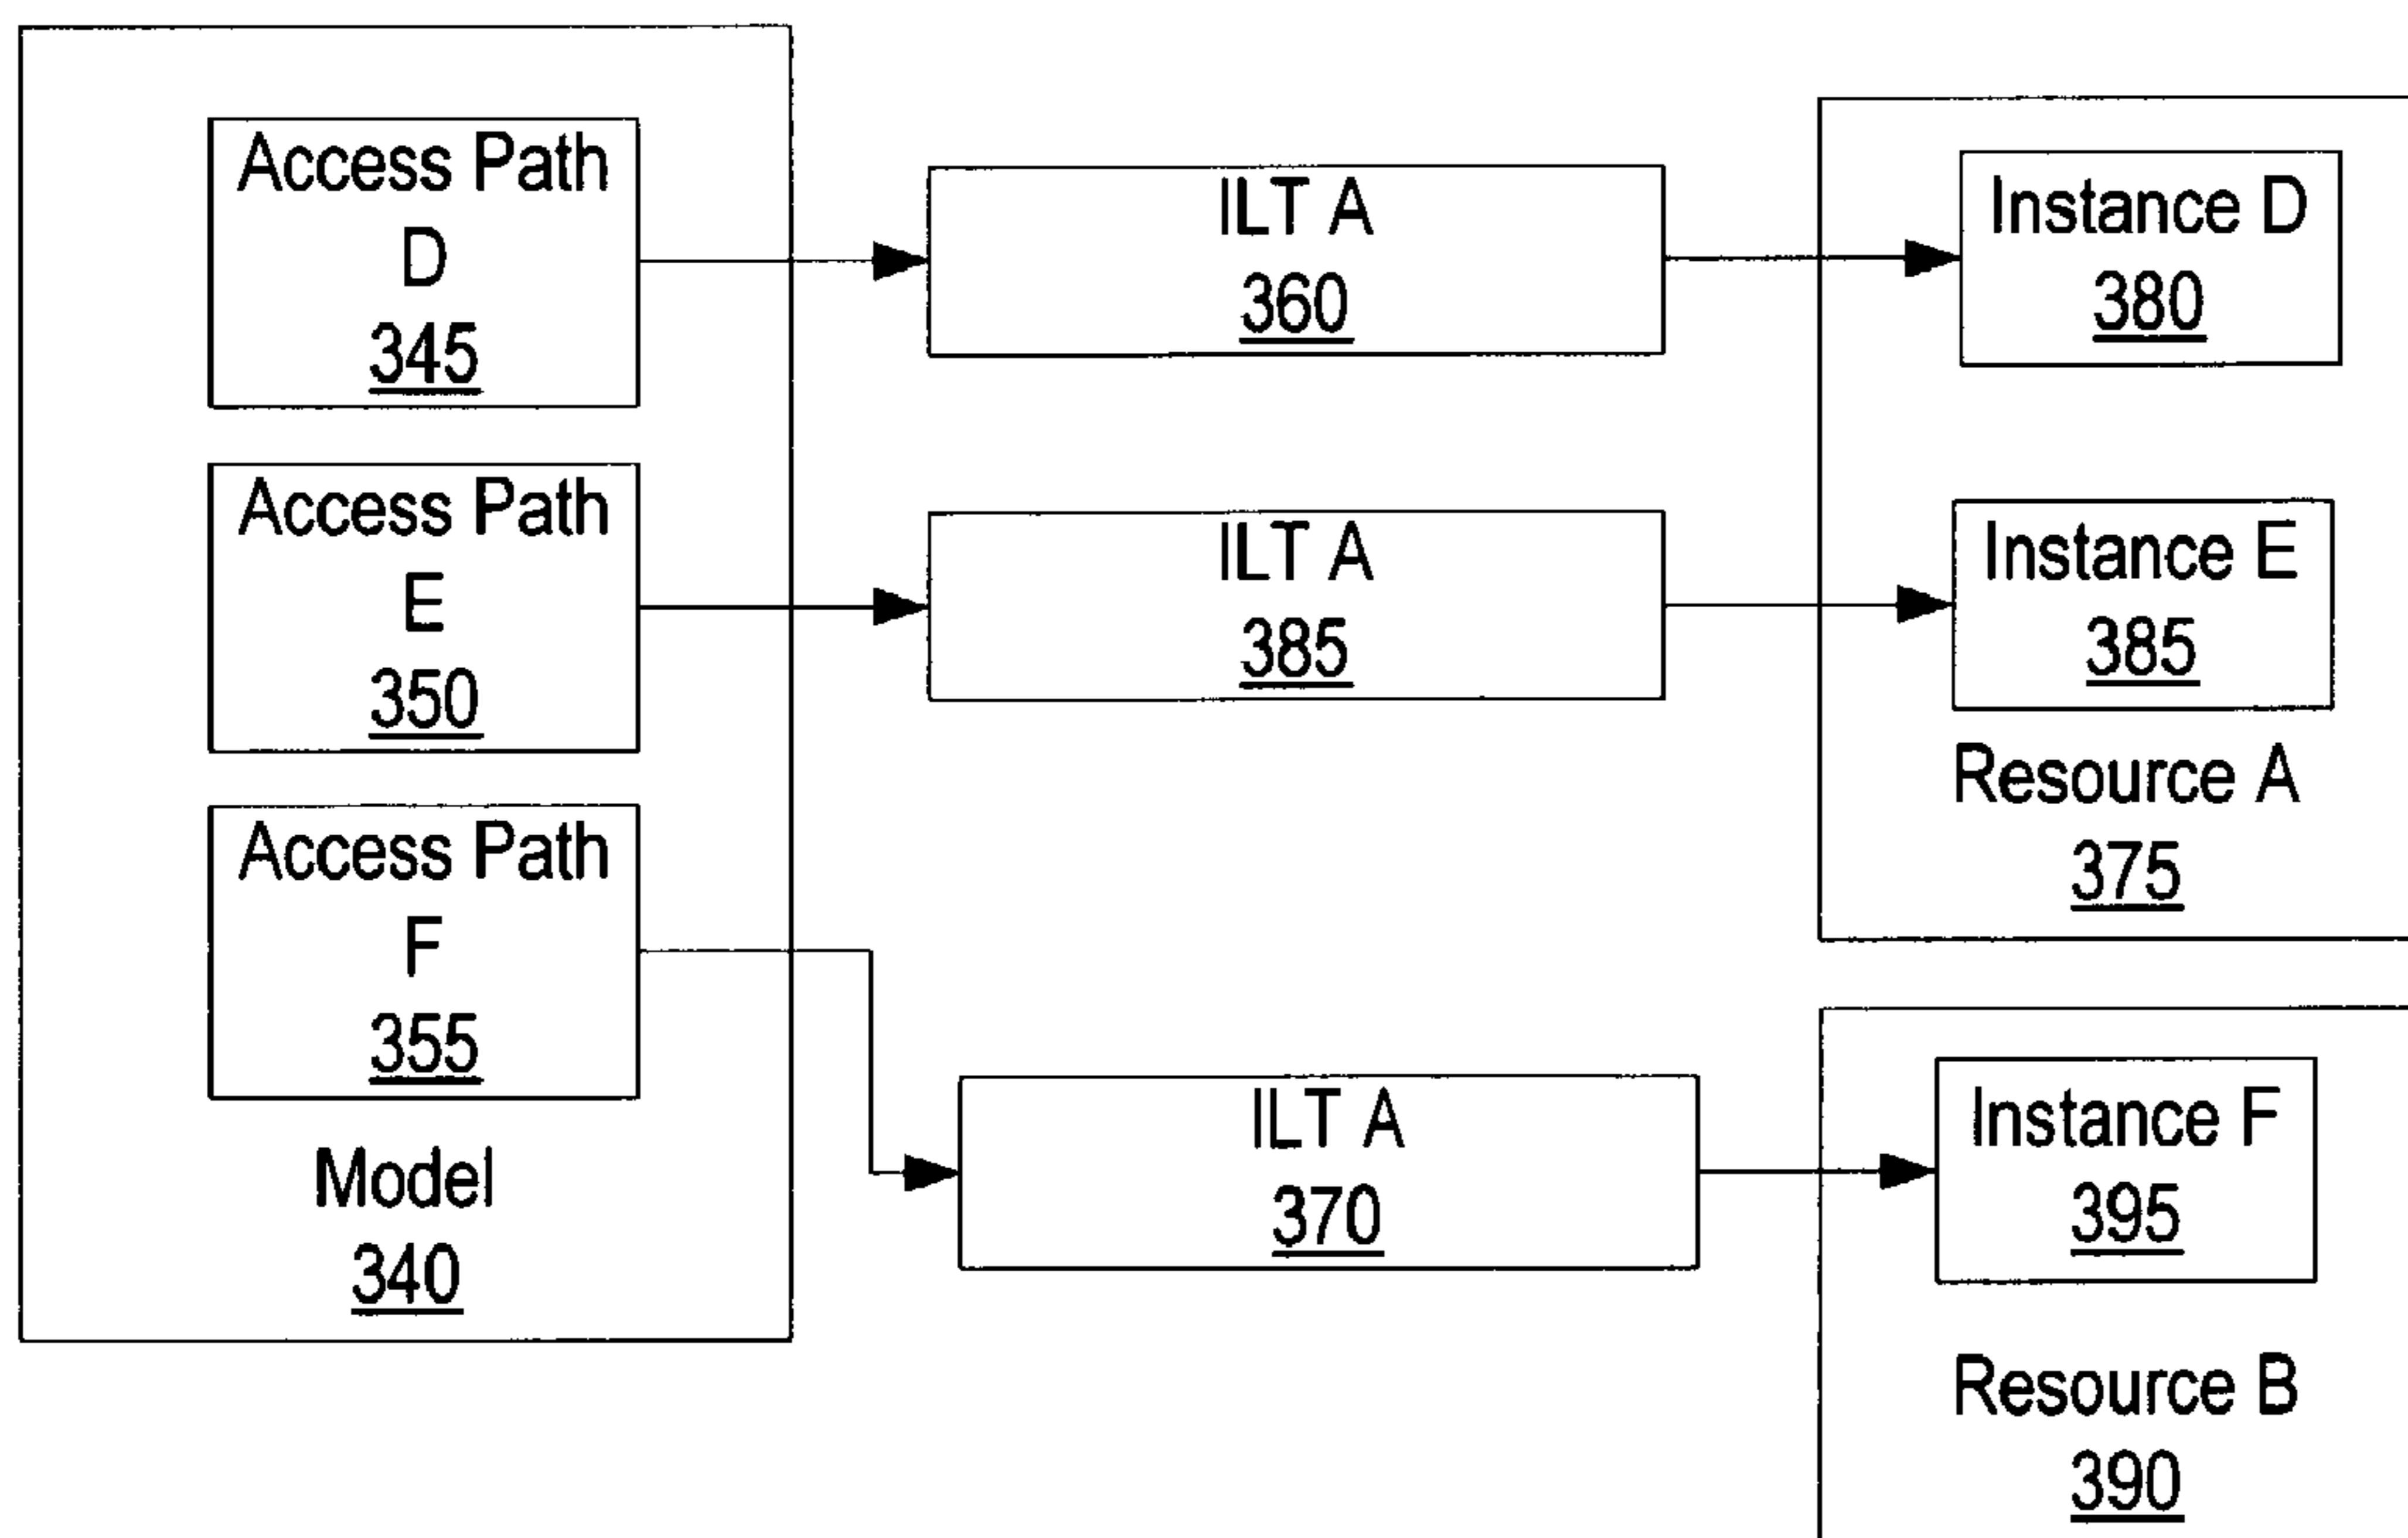 Access Path
D
345
ILT A
360
Instance D
380
Access Path
E
350
ILT A
385
Instance E
385
Resource A
375
Access Path
F
355
ILT A
370
Instance F
395
Model
340
Resource B
390